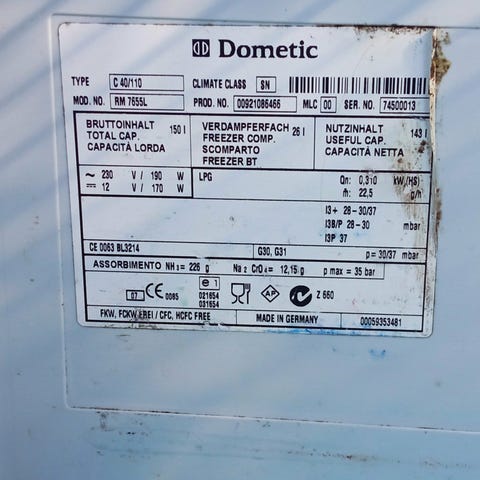 Dometic
TYPE C 40/110 CLIMATE CLASS SN
MOD. NO. RM 7655L PROD. NO. 00921086466 MLC 00 SER. NO. 74500013
BRUTTOINHALT 150 l
TOTAL CAP.
CAPACITÀ LORDA
VERDAMPFERFACH 26 l
FREEZER COMP.
SCOMPARTO
FREEZER BT
NUTZINHALT 143 l
USEFUL CAP.
CAPACITÀ NETTA
~ 230 V / 190 W
⎓ 12 V / 170 W
LPG Qn: 0,310 kW/(HS)
ṁ: 22,5 g/h
I3+ 28-30/37
I3B/P 28-30 mbar
I3P 37
CE 0063 BL3214 G30, G31 p = 30/37 mbar
ASSORBIMENTO NH3 = 226 g Na2 CrO4 = 12,15 g p max = 35 bar
07 CE 0085
e 1
021654
031654
AP
Z 660
FKW, FCKW FREI / CFC, HCFC FREE MADE IN GERMANY 00059353481